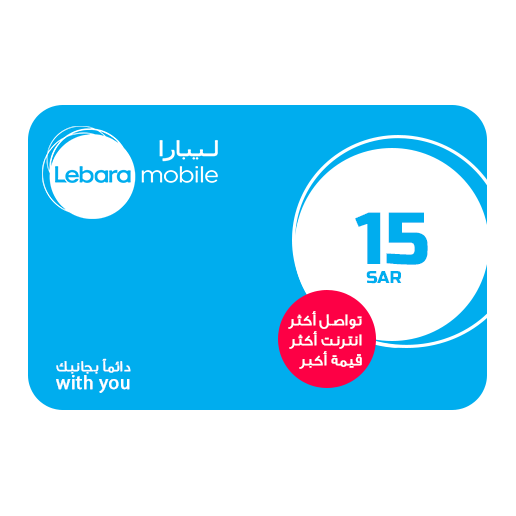 ليبارا
Lebara mobile
15
SAR
تواصل أكثر
انترنت أكثر
قيمة أكبر
دائماً بجانبك
with you